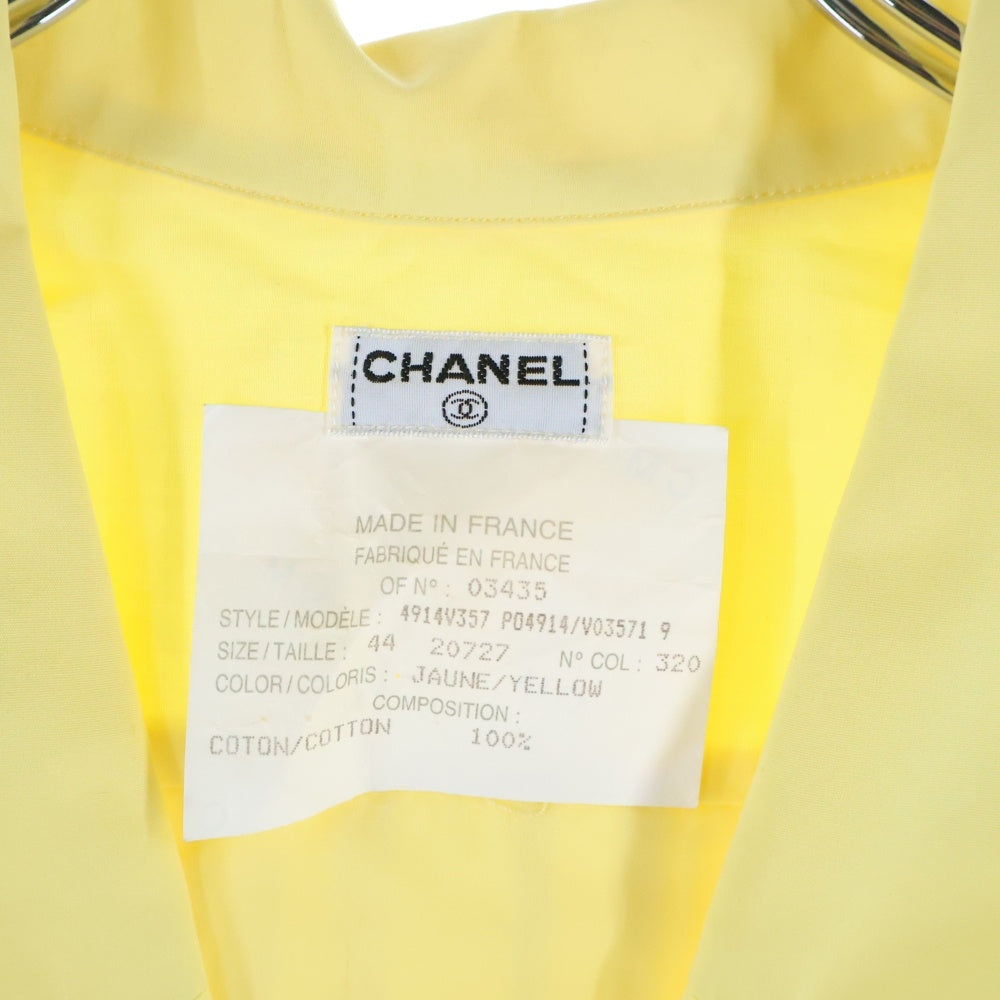 CHANEL
MADE IN FRANCE
FABRIQUÉ EN FRANCE
OF N° : 03435
STYLE / MODÈLE : 4914V357 P04914/V03571 9
SIZE / TAILLE : 44 20727 N° COL : 320
COLOR / COLORIS : JAUNE/YELLOW
COMPOSITION :
COTON/COTTON 100%